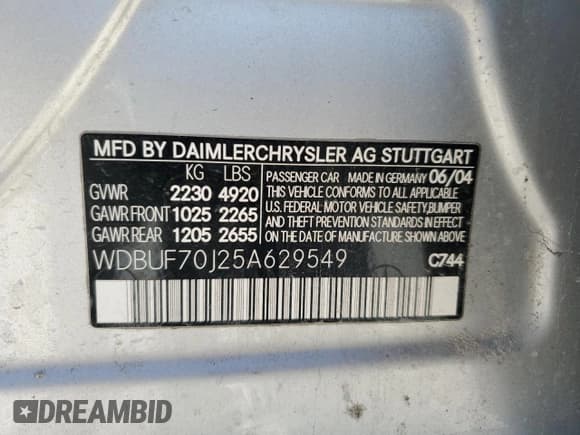 MFD BY DAIMLERCHRYSLER AG STUTTGART
KG LBS
GVWR 2230 4920
GAWR FRONT 1025 2265
GAWR REAR 1205 2655
PASSENGER CAR MADE IN GERMANY 06/04
THIS VEHICLE CONFORMS TO ALL APPLICABLE
U.S. FEDERAL MOTOR VEHICLE SAFETY,BUMPER
AND THEFT PREVENTION STANDARDS IN EFFECT
ON THE DATE OF MANUFACTURE SHOWN ABOVE.
WDBUF70J25A629549 C744
DREAMBID